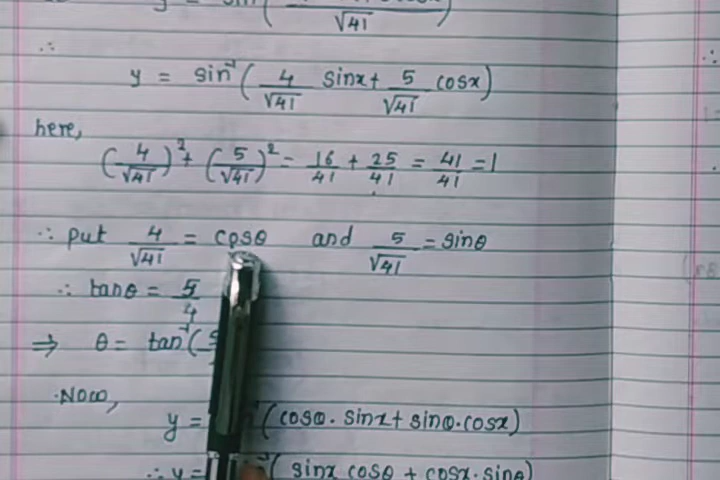 √41
∴
y = sin⁻¹( 4/√41 sinx + 5/√41 cosx)
here,
(4/√41)² + (5/√41)² = 16/41 + 25/41 = 41/41 = 1
∴ put 4/√41 = cosθ and 5/√41 = sinθ
∴ tanθ = 5/4
⇒ θ = tan⁻¹(
Now,
y = (cosθ. sinx + sinθ.cosx)
∴ y = ( sinx cosθ + cosx. sinθ)